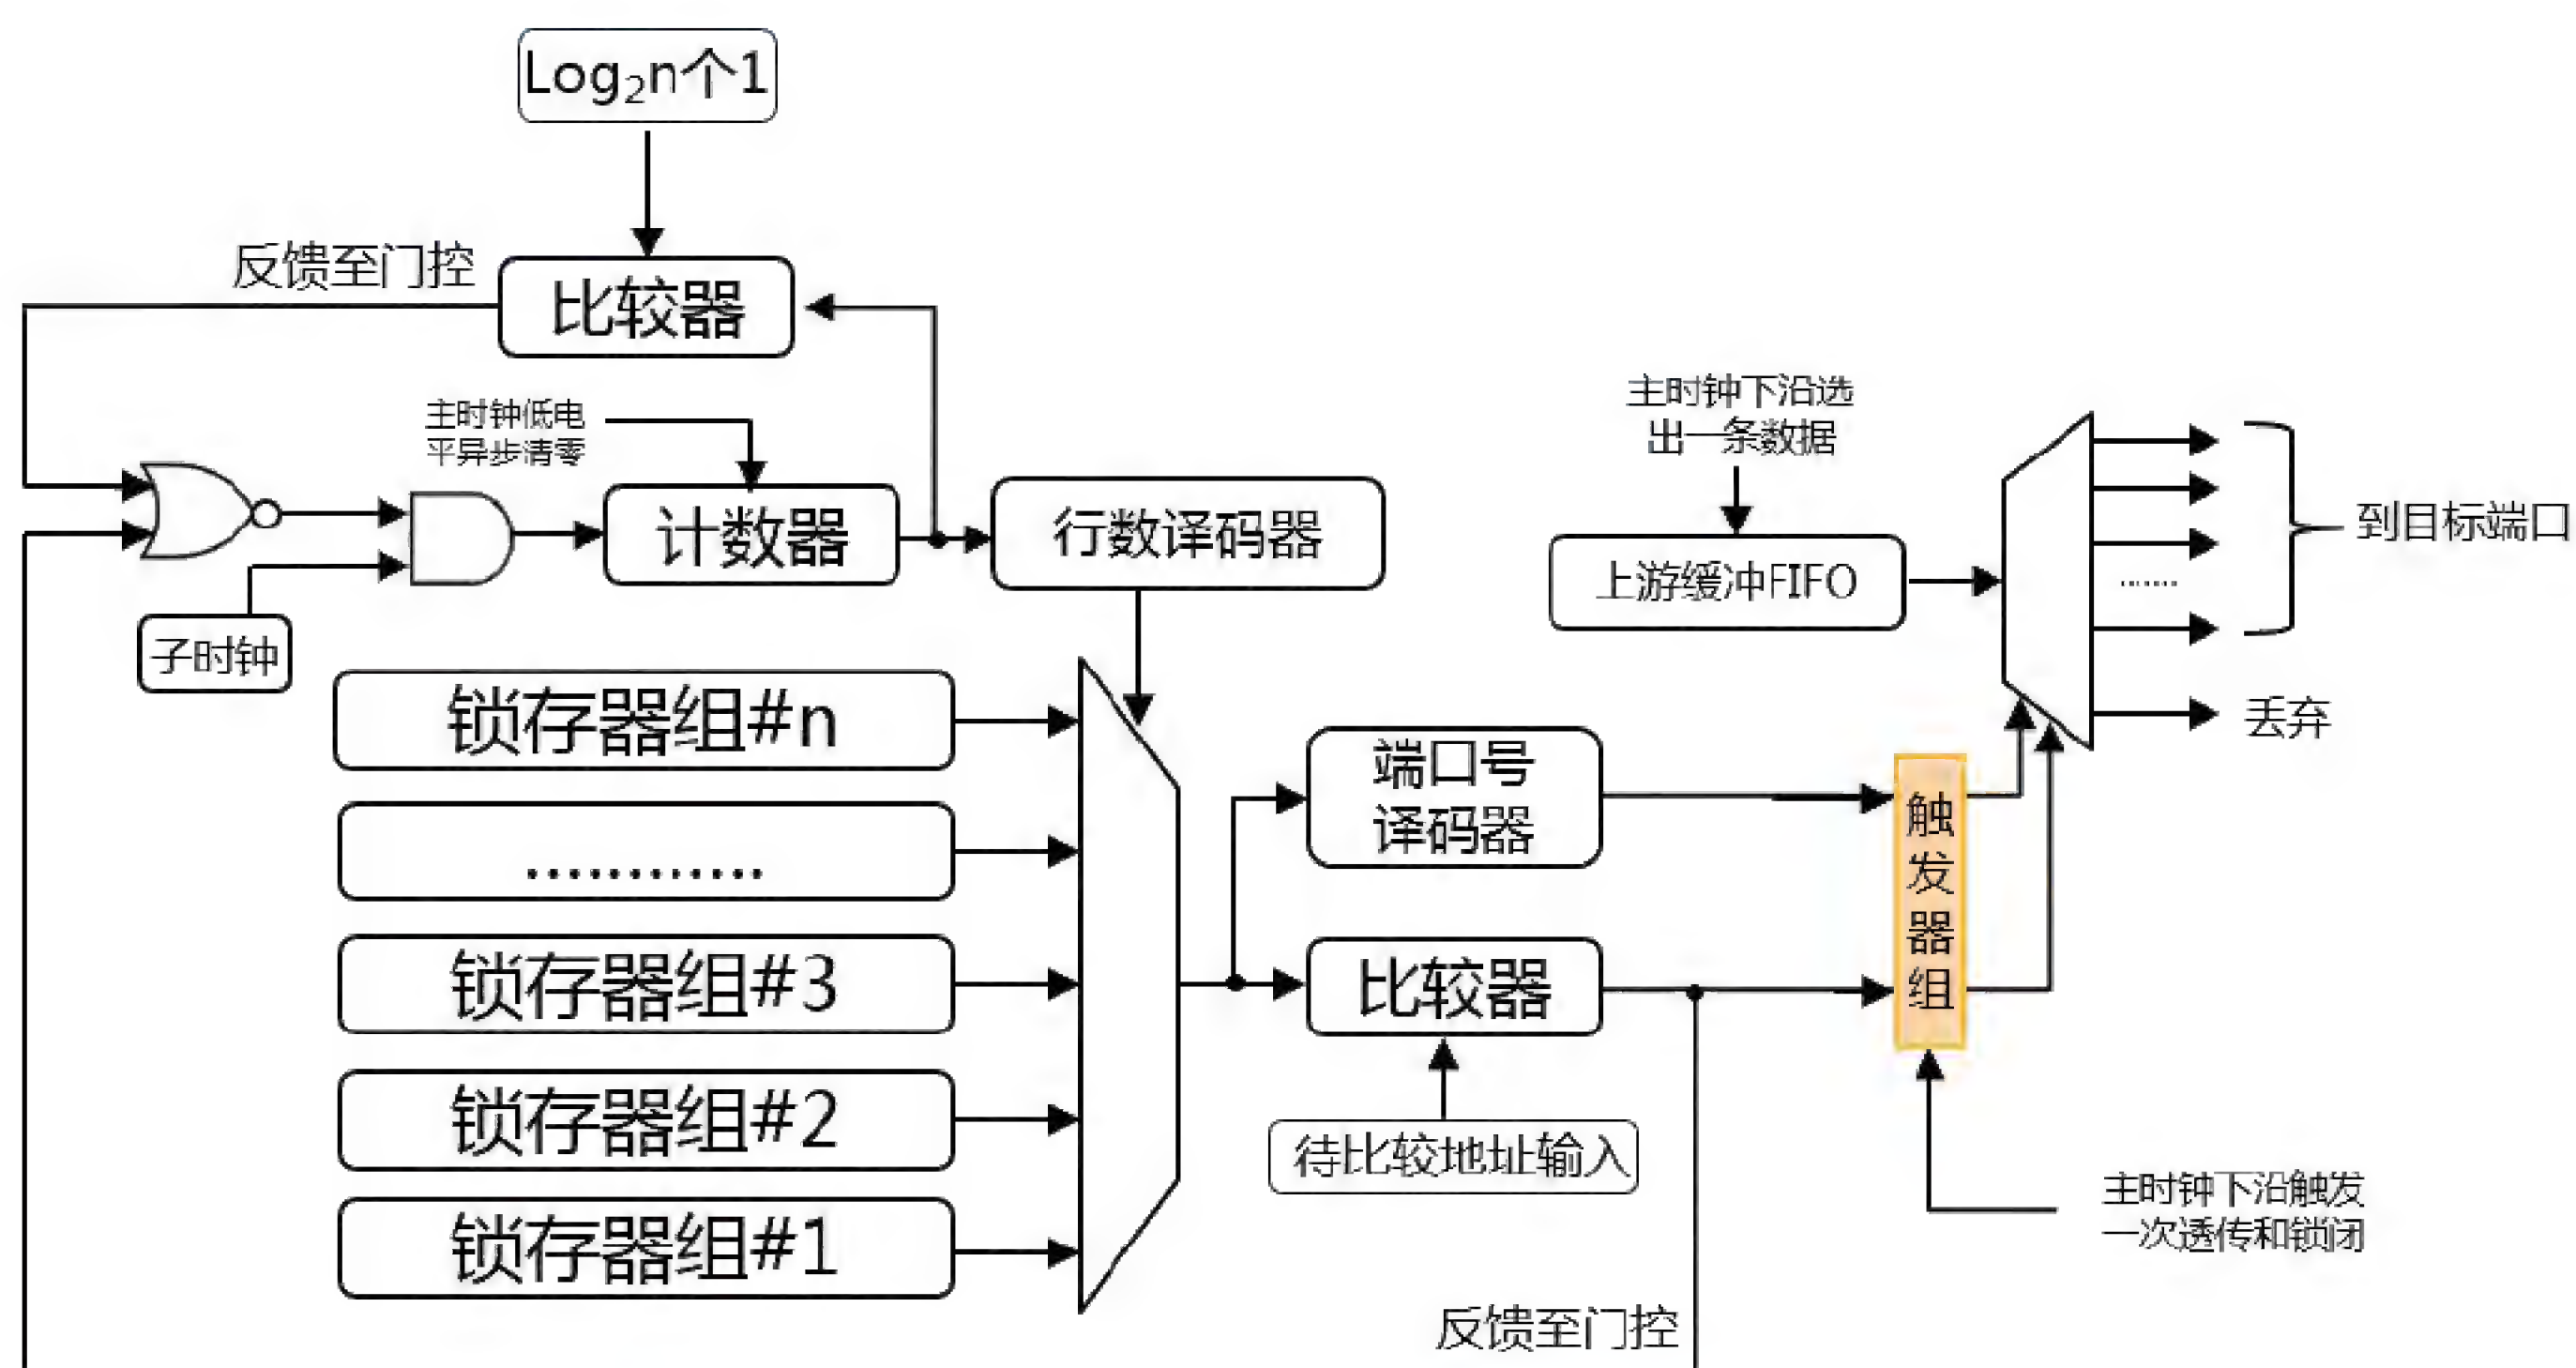 Log₂n个1
反馈至门控
比较器
主时钟低电
平异步清零
主时钟下沿选
出一条数据
计数器
行数译码器
上游缓冲FIFO
到目标端口
.......
子时钟
锁存器组#n
丢弃
端口号
译码器
触发器组
............
锁存器组#3
比较器
锁存器组#2
待比较地址输入
主时钟下沿触发
一次透传和锁闭
锁存器组#1
反馈至门控